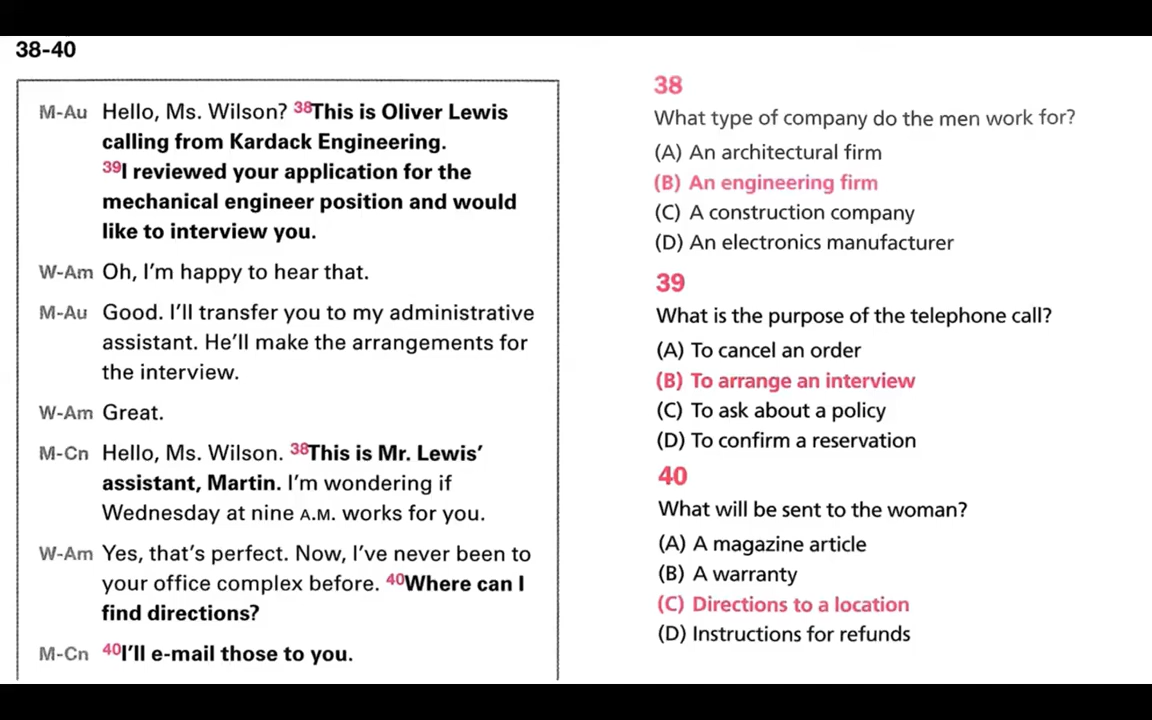 38-40
M-Au Hello, Ms. Wilson? 38This is Oliver Lewis
calling from Kardack Engineering.
39I reviewed your application for the
mechanical engineer position and would
like to interview you.
W-Am Oh, I'm happy to hear that.
M-Au Good. I'll transfer you to my administrative
assistant. He'll make the arrangements for
the interview.
W-Am Great.
M-Cn Hello, Ms. Wilson. 38This is Mr. Lewis'
assistant, Martin. I'm wondering if
Wednesday at nine A.M. works for you.
W-Am Yes, that's perfect. Now, I've never been to
your office complex before. 40Where can I
find directions?
M-Cn 40I'll e-mail those to you.
38
What type of company do the men work for?
(A) An architectural firm
(B) An engineering firm
(C) A construction company
(D) An electronics manufacturer
39
What is the purpose of the telephone call?
(A) To cancel an order
(B) To arrange an interview
(C) To ask about a policy
(D) To confirm a reservation
40
What will be sent to the woman?
(A) A magazine article
(B) A warranty
(C) Directions to a location
(D) Instructions for refunds